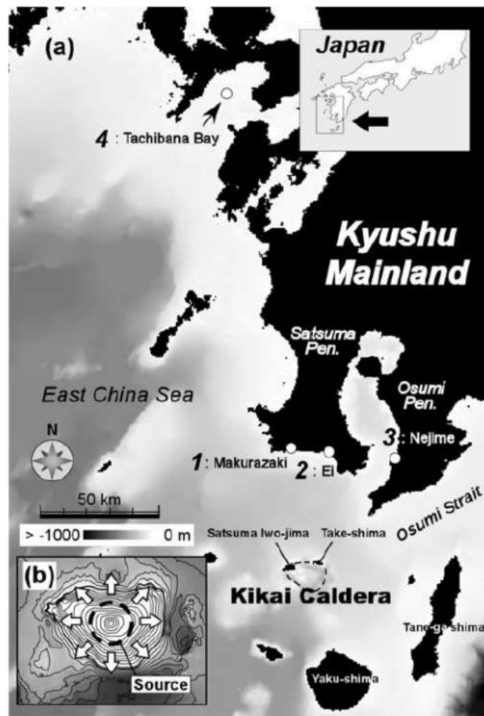 (a)
Japan
4 : Tachibana Bay
Kyushu
Mainland
Satsuma
Pen.
Osumi
Pen.
East China Sea
N
3 : Nejime
1 : Makurazaki
2 : Ei
50 km
Osumi Strait
> -1000 0 m
Satsuma Iwo-jima
Take-shima
(b)
Kikai Caldera
Tane-ga-shima
Source
Yaku-shima